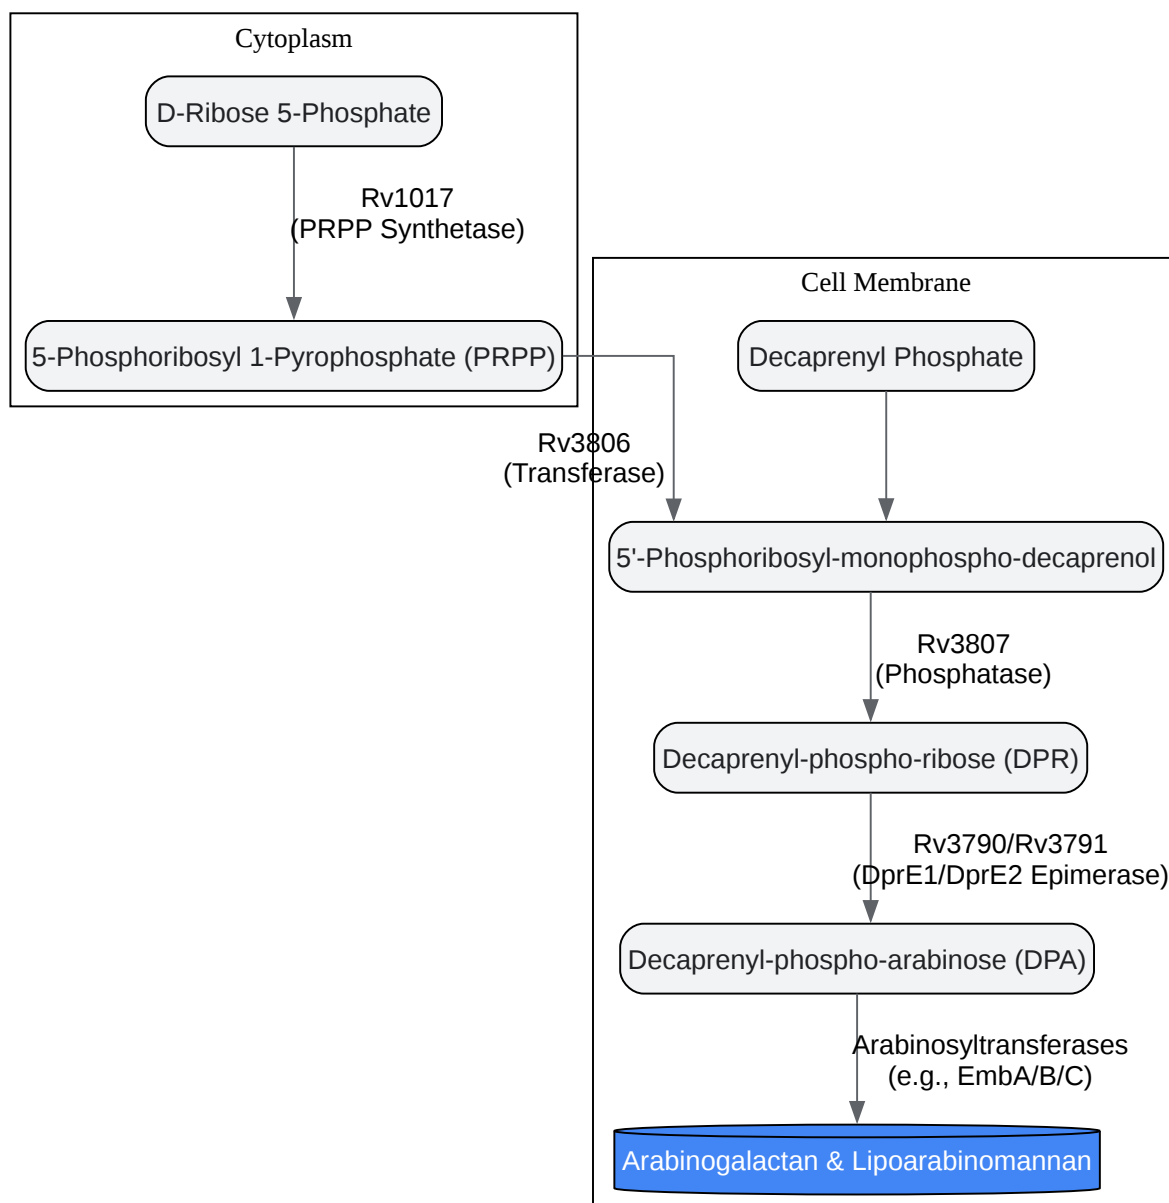 Cytoplasm
D-Ribose 5-Phosphate
Rv1017
(PRPP Synthetase)
Cell Membrane
5-Phosphoribosyl 1-Pyrophosphate (PRPP)
Decaprenyl Phosphate
Rv3806
(Transferase)
5'-Phosphoribosyl-monophospho-decaprenol
Rv3807
(Phosphatase)
Decaprenyl-phospho-ribose (DPR)
Rv3790/Rv3791
(DprE1/DprE2 Epimerase)
Decaprenyl-phospho-arabinose (DPA)
Arabinosyltransferases
(e.g., EmbA/B/C)
Arabinogalactan & Lipoarabinomannan